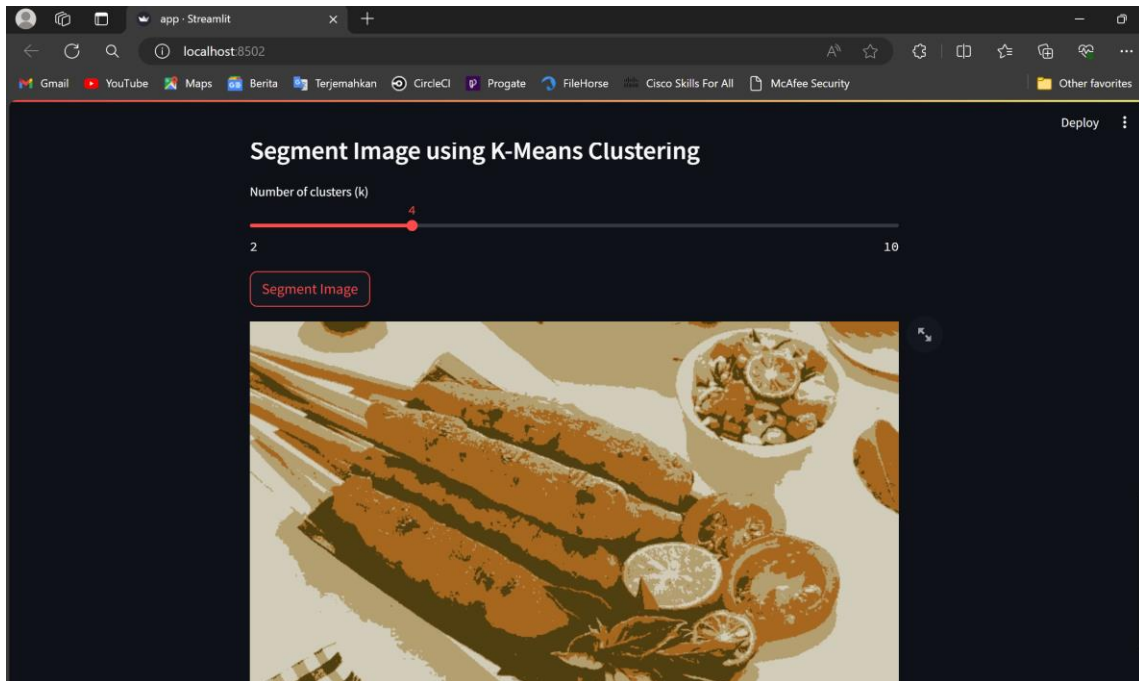 app · Streamlit
localhost:8502
Gmail YouTube Maps Berita Terjemahkan CircleCI Progate FileHorse Cisco Skills For All McAfee Security Other favorites
Deploy
Segment Image using K-Means Clustering
Number of clusters (k)
4
2 10
Segment Image